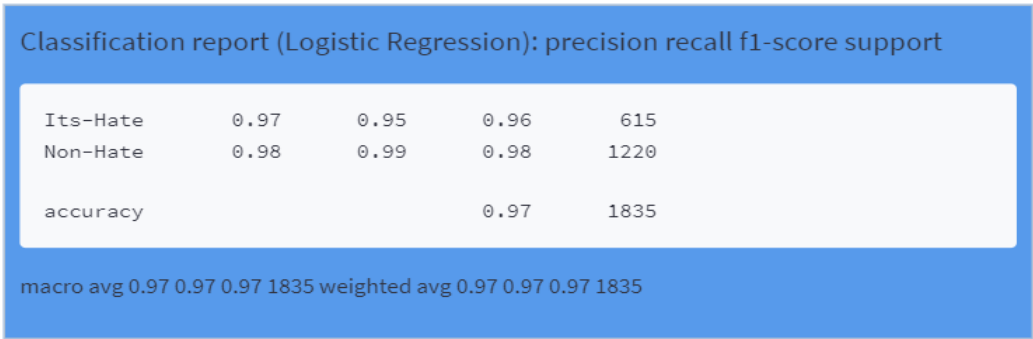 Classification report (Logistic Regression): precision recall f1-score support
Its-Hate 0.97 0.95 0.96 615
Non-Hate 0.98 0.99 0.98 1220
accuracy 0.97 1835
macro avg 0.97 0.97 0.97 1835 weighted avg 0.97 0.97 0.97 1835